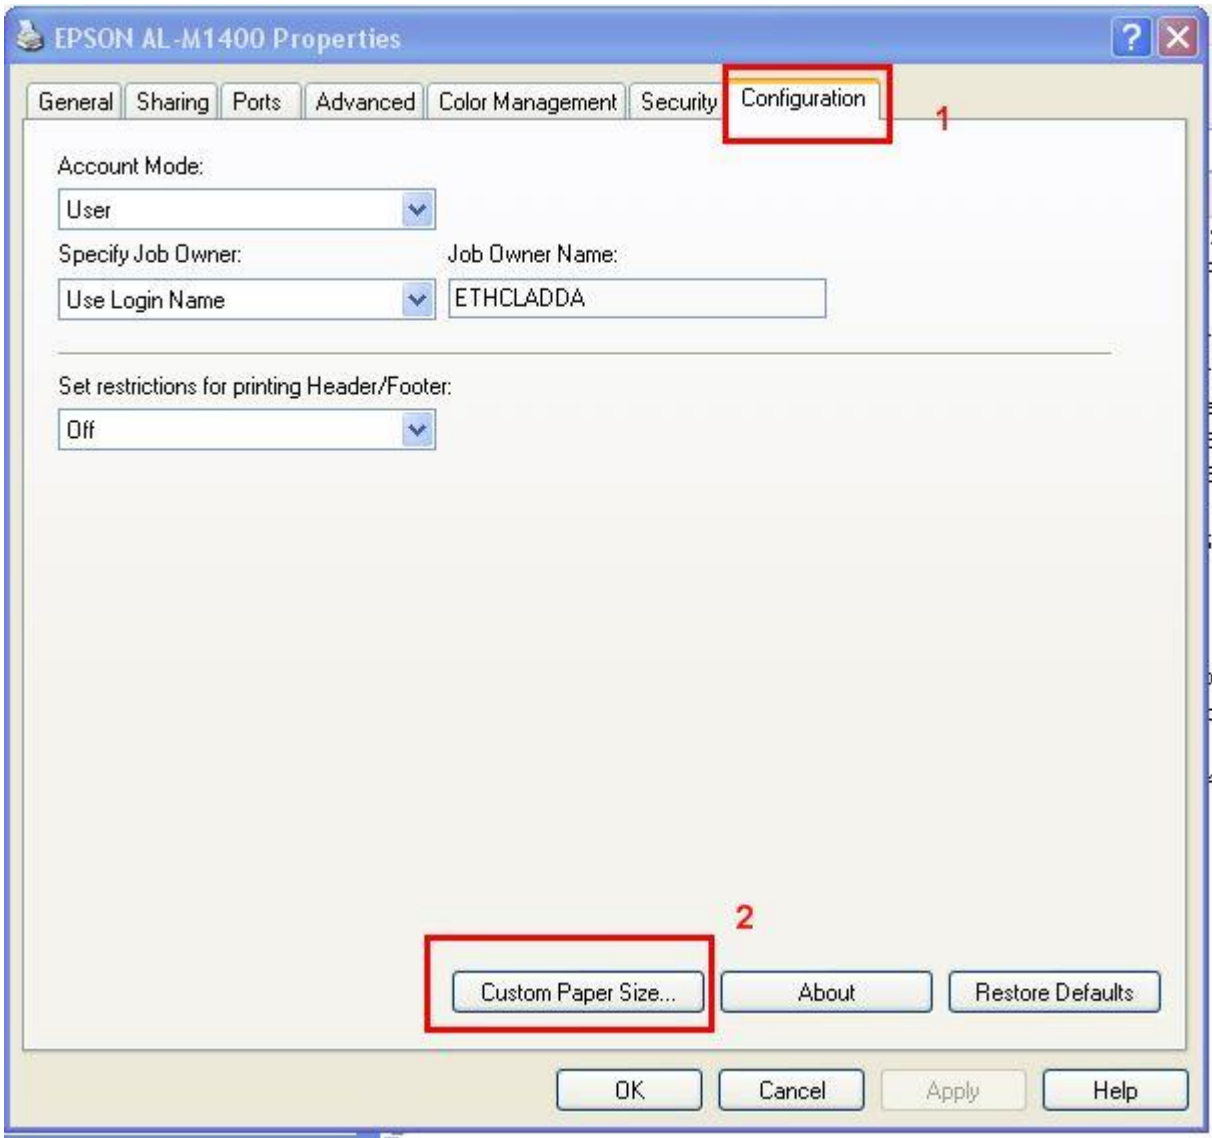 EPSON AL-M1400 Properties
General Sharing Ports Advanced Color Management Security Configuration 1
Account Mode:
User
Specify Job Owner: Job Owner Name:
Use Login Name ETHCLADDA
Set restrictions for printing Header/Footer:
Off
2
Custom Paper Size... About Restore Defaults
OK Cancel Apply Help